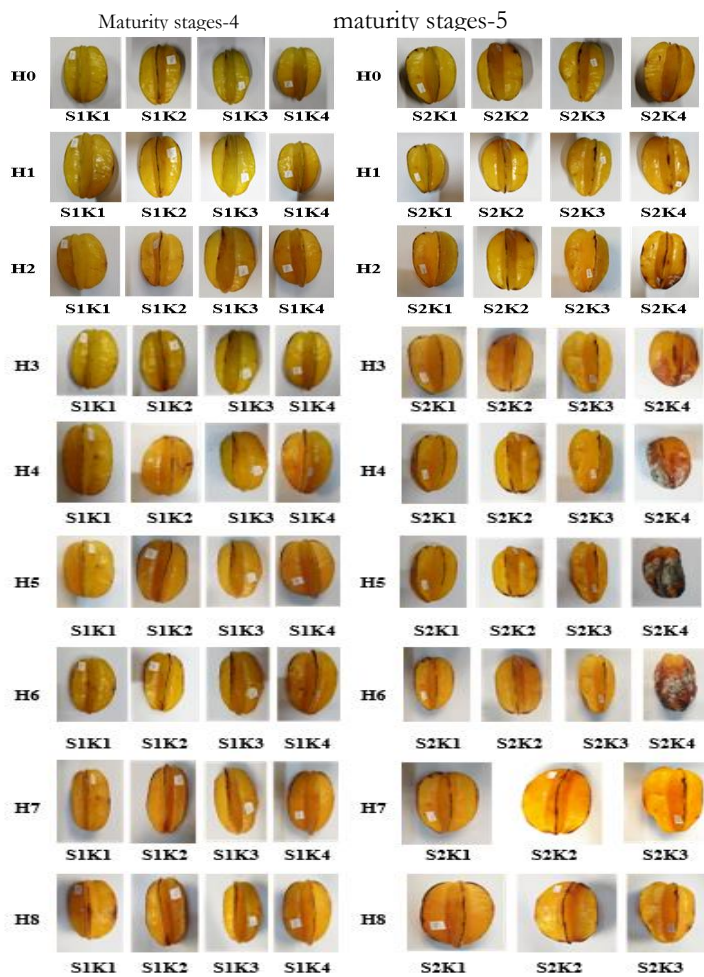 Maturity stages-4 maturity stages-5
H0 H0
S1K1 S1K2 S1K3 S1K4 S2K1 S2K2 S2K3 S2K4
H1 H1
S1K1 S1K2 S1K3 S1K4 S2K1 S2K2 S2K3 S2K4
H2 H2
S1K1 S1K2 S1K3 S1K4 S2K1 S2K2 S2K3 S2K4
H3 H3
S1K1 S1K2 S1K3 S1K4 S2K1 S2K2 S2K3 S2K4
H4 H4
S1K1 S1K2 S1K3 S1K4 S2K1 S2K2 S2K3 S2K4
H5 H5
S1K1 S1K2 S1K3 S1K4 S2K1 S2K2 S2K3 S2K4
H6 H6
S1K1 S1K2 S1K3 S1K4 S2K1 S2K2 S2K3 S2K4
H7 H7
S1K1 S1K2 S1K3 S1K4 S2K1 S2K2 S2K3
H8 H8
S1K1 S1K2 S1K3 S1K4 S2K1 S2K2 S2K3